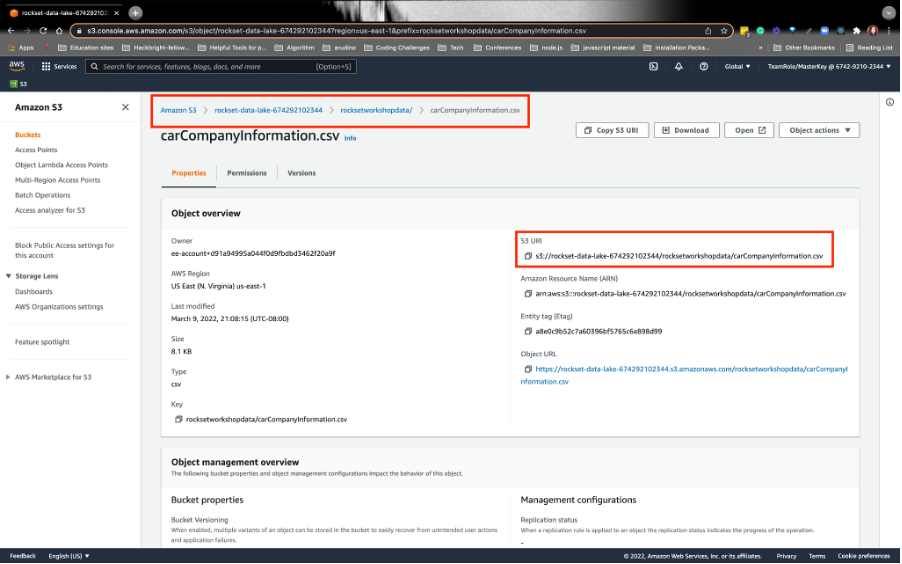 rockset-data-lake-67429210
s3.console.aws.amazon.com/s3/object/rockset-data-lake-674292102344?region=us-east-1&prefix=rocksetworkshopdata/carCompanyInformation.csv
Apps
Education sites
Hackbright-fellow...
Helpful Tools for p...
Algorithm
arudino
Coding Challenges
Tech
Conferences
node.js
javascript material
Installation Packa...
»
Other Bookmarks
Reading List
aws
Services
Search for services, features, blogs, docs, and more
[Option+S]
Global
TeamRole/MasterKey @ 6742-9210-2344
S3
Amazon S3
Buckets
Access Points
Object Lambda Access Points
Multi-Region Access Points
Batch Operations
Access analyzer for S3
Block Public Access settings for
this account
Storage Lens
Dashboards
AWS Organizations settings
Feature spotlight
AWS Marketplace for S3
Amazon S3 > rockset-data-lake-674292102344 > rocksetworkshopdata/ > carCompanyInformation.csv
carCompanyInformation.csv Info
Copy S3 URI
Download
Open
Object actions
Properties
Permissions
Versions
Object overview
Owner
ee-account+d91a94995a044f0d9fbdbd3462f20a9f
AWS Region
US East (N. Virginia) us-east-1
Last modified
March 9, 2022, 21:08:15 (UTC-08:00)
Size
8.1 KB
Type
csv
Key
rocksetworkshopdata/carCompanyInformation.csv
S3 URI
s3://rockset-data-lake-674292102344/rocksetworkshopdata/carCompanyInformation.csv
Amazon Resource Name (ARN)
arn:aws:s3:::rockset-data-lake-674292102344/rocksetworkshopdata/carCompanyInformation.csv
Entity tag (Etag)
a8e0c9b52c7a60396bf5765c6e898d99
Object URL
https://rockset-data-lake-674292102344.s3.amazonaws.com/rocksetworkshopdata/carCompanyI
nformation.csv
Object management overview
The following bucket properties and object management configurations impact the behavior of this object.
Bucket properties
Bucket Versioning
When enabled, multiple variants of an object can be stored in the bucket to easily recover from unintended user actions
and application failures.
Management configurations
Replication status
When a replication rule is applied to an object the replication status indicates the progress of the operation.
-
Feedback
English (US)
© 2022, Amazon Web Services, Inc. or its affiliates.
Privacy
Terms
Cookie preferences